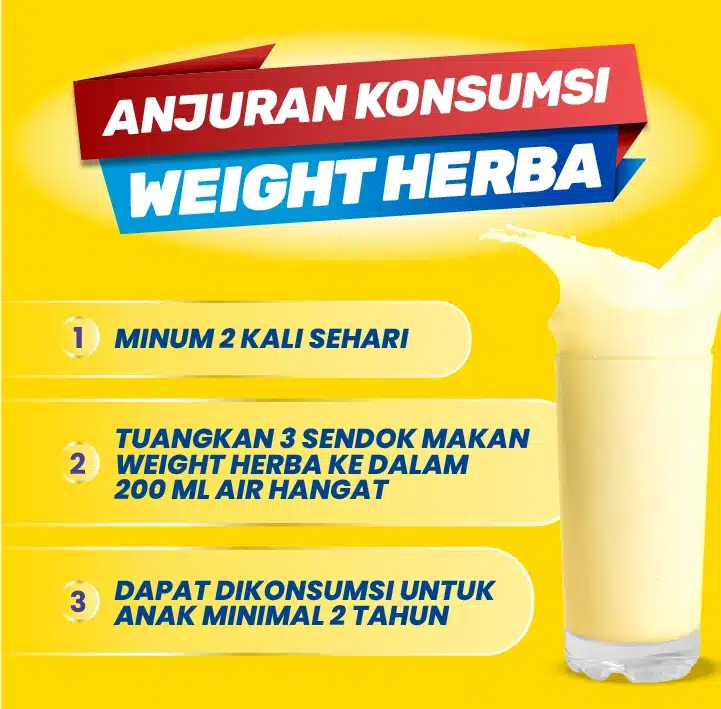 ANJURAN KONSUMSI
WEIGHT HERBA
1 MINUM 2 KALI SEHARI
2 TUANGKAN 3 SENDOK MAKAN
WEIGHT HERBA KE DALAM
200 ML AIR HANGAT
3 DAPAT DIKONSUMSI UNTUK
ANAK MINIMAL 2 TAHUN